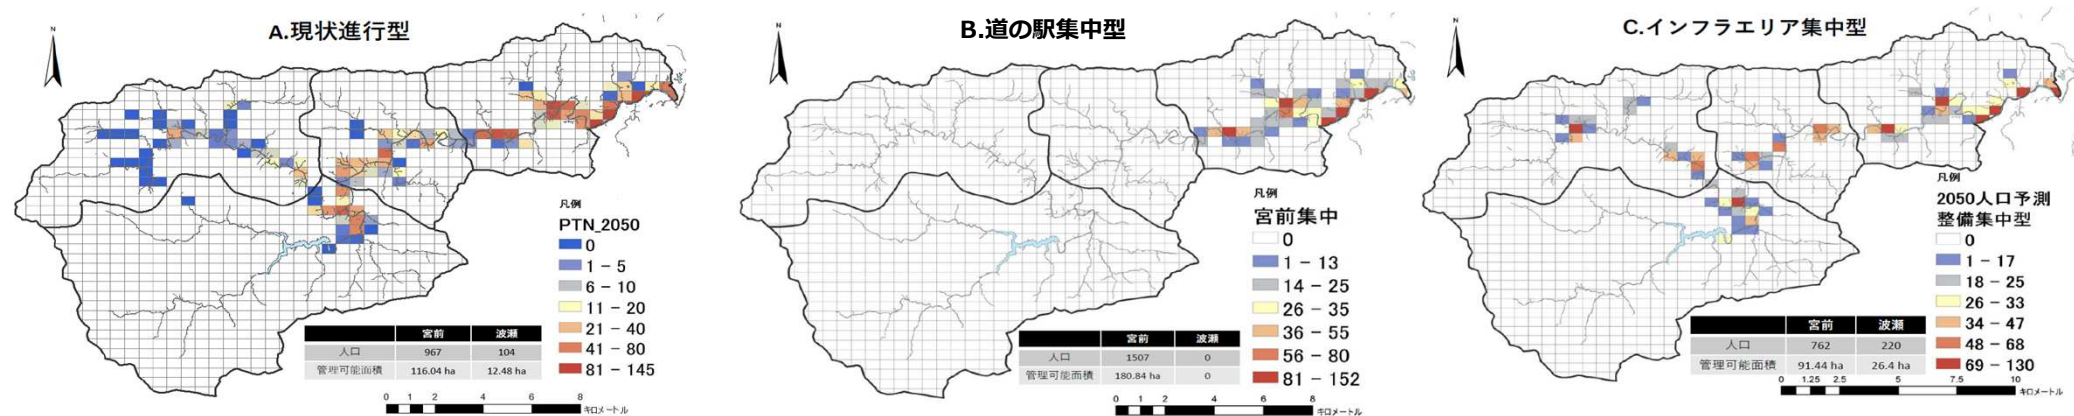 A.現状進行型
N
凡例
PTN_2050
0
1 – 5
6 – 10
11 – 20
21 – 40
41 – 80
81 – 145
宮前 波瀬
人口 967 104
管理可能面積 116.04 ha 12.48 ha
0 2 4 6 8
キロメートル
B.道の駅集中型
N
凡例
宮前集中
0
1 – 13
14 – 25
26 – 35
36 – 55
56 – 80
81 – 152
宮前 波瀬
人口 1507 0
管理可能面積 180.84 ha 0
0 1 2 4 6 8
キロメートル
C.インフラエリア集中型
N
凡例
2050人口予測
整備集中型
0
1 – 17
18 – 25
26 – 33
34 – 47
48 – 68
69 – 130
宮前 波瀬
人口 762 220
管理可能面積 91.44 ha 26.4 ha
0 1.25 2.5 5 7.5 10
キロメートル